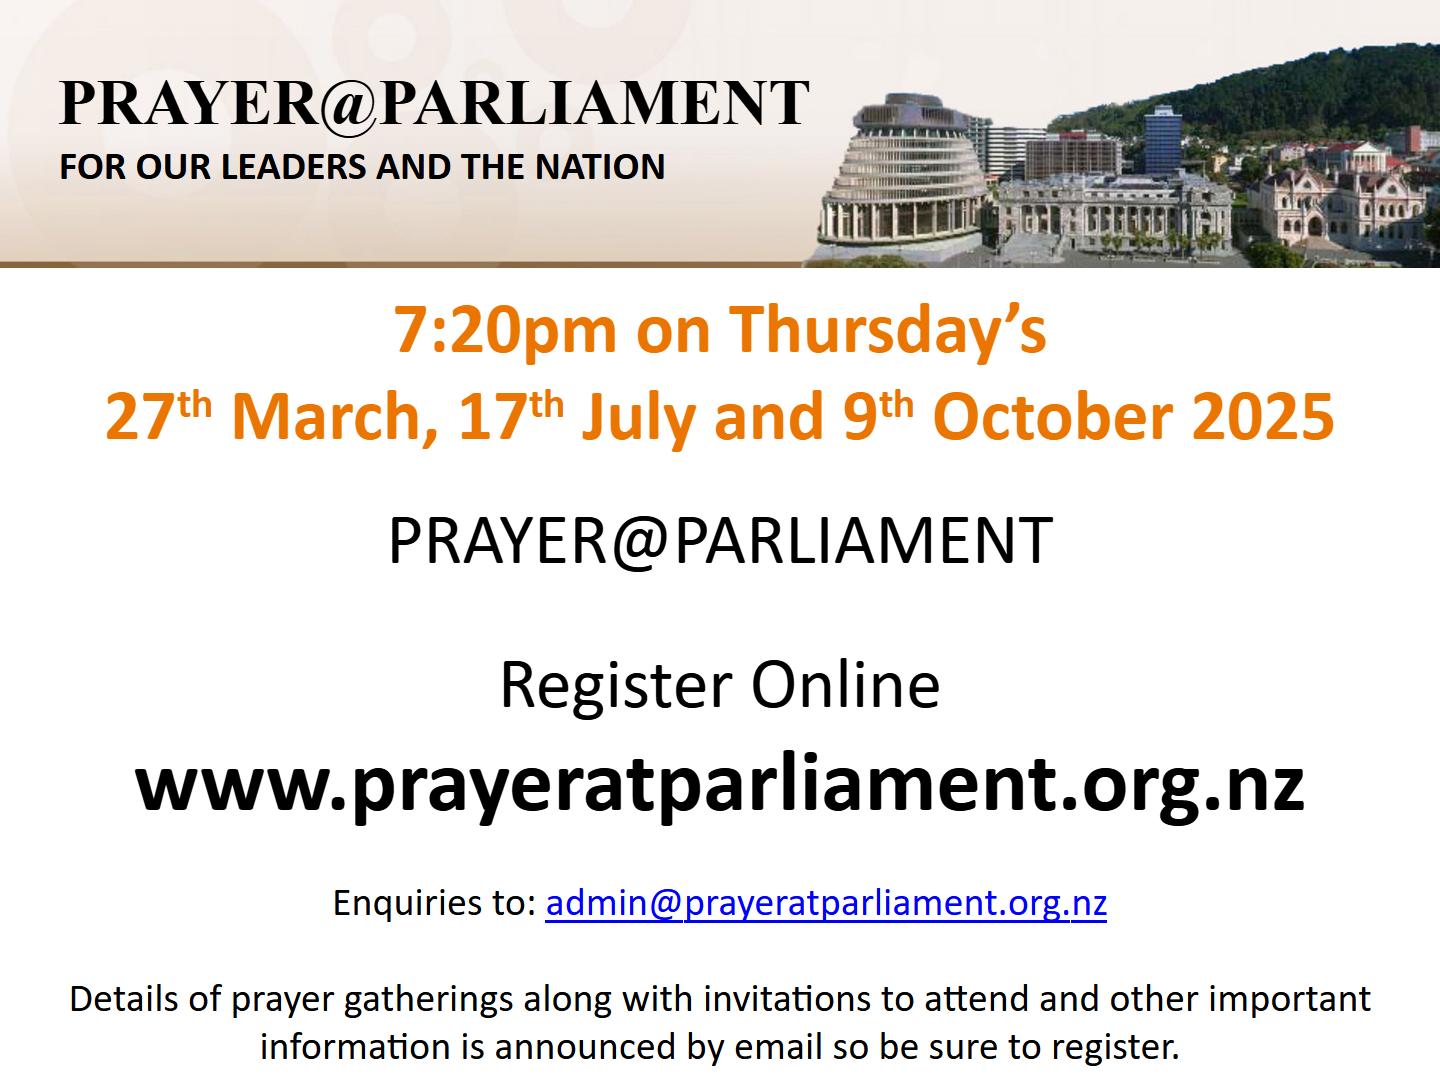 PRAYER@PARLIAMENT
FOR OUR LEADERS AND THE NATION
7:20pm on Thursday’s
27th March, 17th July and 9th October 2025
PRAYER@PARLIAMENT
Register Online
www.prayeratparliament.org.nz
Enquiries to: admin@prayeratparliament.org.nz
Details of prayer gatherings along with invitations to attend and other important
information is announced by email so be sure to register.